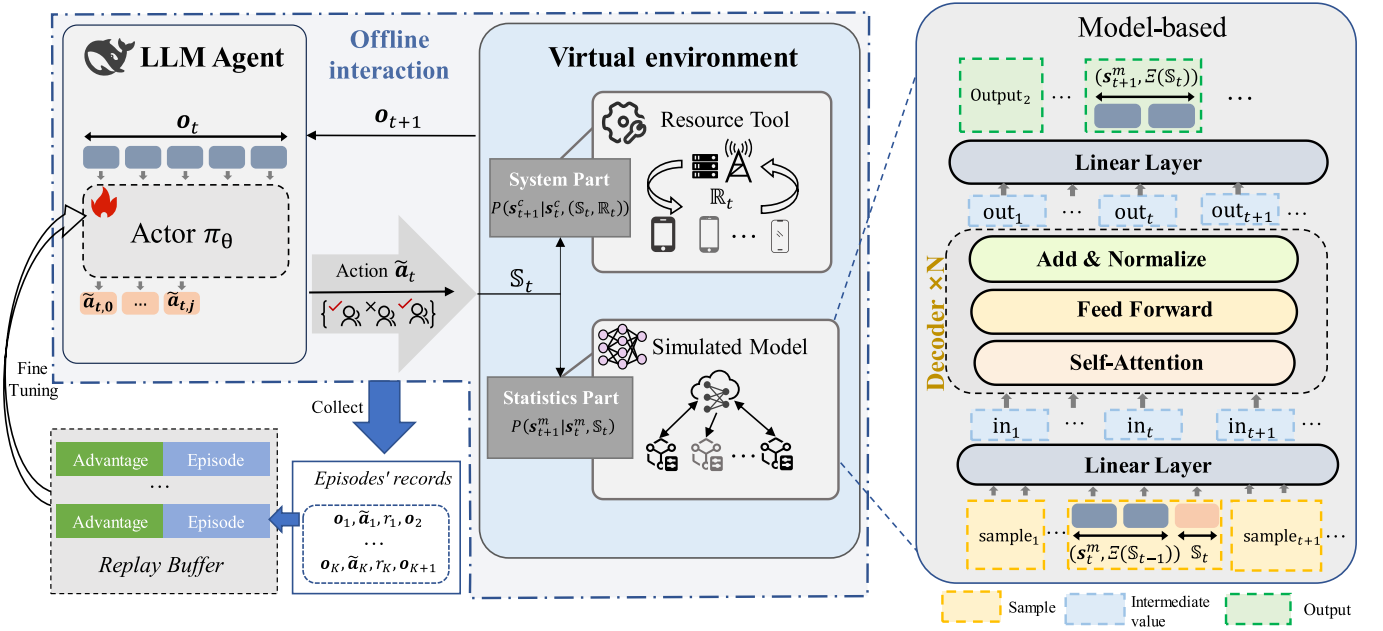 LLM Agent
𝒐ₜ
Actor π_θ
ã_{t,0} ... ã_{t,j}
Offline
interaction
𝒐_{t+1}
Action ã_t
{ }
𝕊_t
Virtual environment
Resource Tool
ℝ_t
...
System Part
P(s^c_{t+1}|s^c_t, (𝕊_t, ℝ_t))
Simulated Model
...
Statistics Part
P(s^m_{t+1}|s^m_t, 𝕊_t)
Fine
Tuning
Collect
Advantage Episode
...
Advantage Episode
Replay Buffer
Episodes' records
o_1, ã_1, r_1, o_2
...
o_K, ã_K, r_K, o_{K+1}
Model-based
Output_2 ... (s^m_{t+1}, Ξ(𝕊_t)) ...
Linear Layer
out_1 ... out_t out_{t+1} ...
Decoder ×N
Add & Normalize
Feed Forward
Self-Attention
in_1 ... in_t in_{t+1} ...
Linear Layer
sample_1 ... (s^m_t, Ξ(𝕊_{t-1})) 𝕊_t sample_{t+1} ...
Sample
Intermediate
value
Output